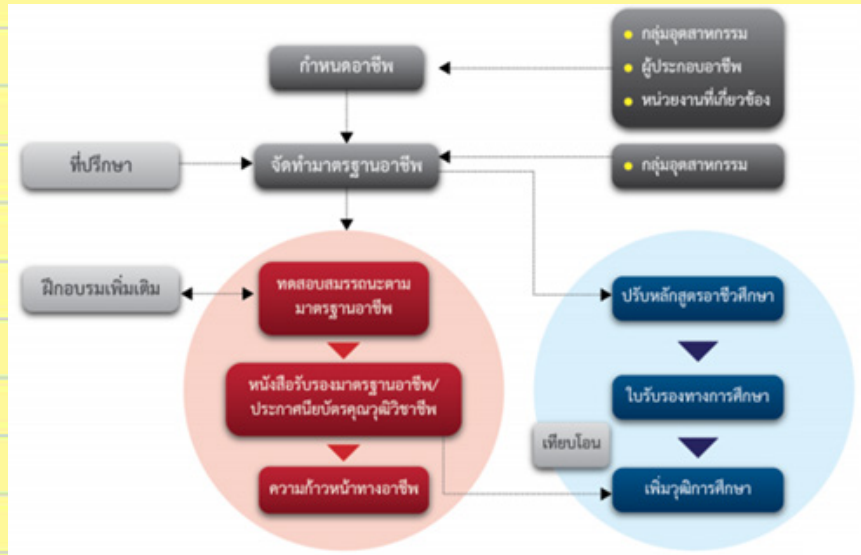 กำหนดอาชีพ
กลุ่มอุตสาหกรรม
ผู้ประกอบอาชีพ
หน่วยงานที่เกี่ยวข้อง
ที่ปรึกษา
จัดทำมาตรฐานอาชีพ
กลุ่มอุตสาหกรรม
ฝึกอบรมเพิ่มเติม
ทดสอบสมรรถนะตาม
มาตรฐานอาชีพ
ปรับหลักสูตรอาชีวศึกษา
หนังสือรับรองมาตรฐานอาชีพ/
ประกาศนียบัตรคุณวุฒิวิชาชีพ
ใบรับรองทางการศึกษา
เทียบโอน
ความก้าวหน้าทางอาชีพ
เพิ่มวุฒิการศึกษา